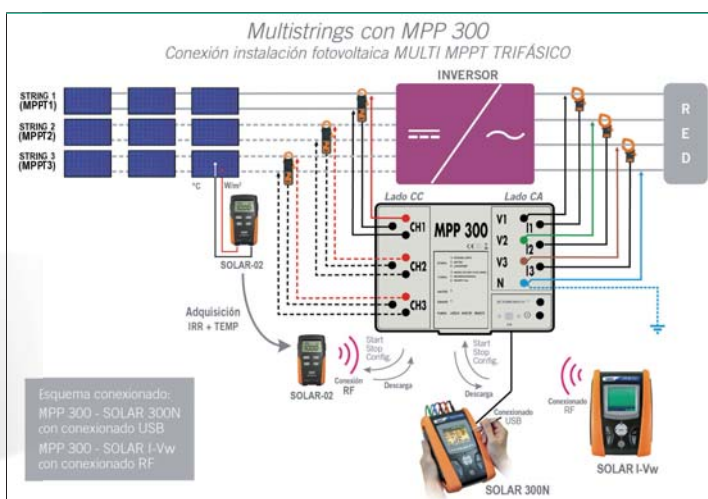 Multistrings con MPP 300
Conexión instalación fotovoltaica MULTI MPPT TRIFÁSICO
INVERSOR
STRING 1
(MPPT1)
STRING 2
(MPPT2)
STRING 3
(MPPT3)
RED
°C
W/m²
SOLAR-02
Lado CC
Lado CA
MPP 300
CH1
CH2
CH3
V1
I1
V2
I2
V3
I3
N
Adquisición
IRR + TEMP
SOLAR-02
Conexión
RF
Start
Stop
Config.
Descarga
Start
Stop
Config.
Descarga
Conexionado
USB
SOLAR 300N
Conexionado
RF
SOLAR I-Vw
Esquema conexionado:
MPP 300 - SOLAR 300N
con conexionado USB
MPP 300 - SOLAR I-Vw
con conexionado RF